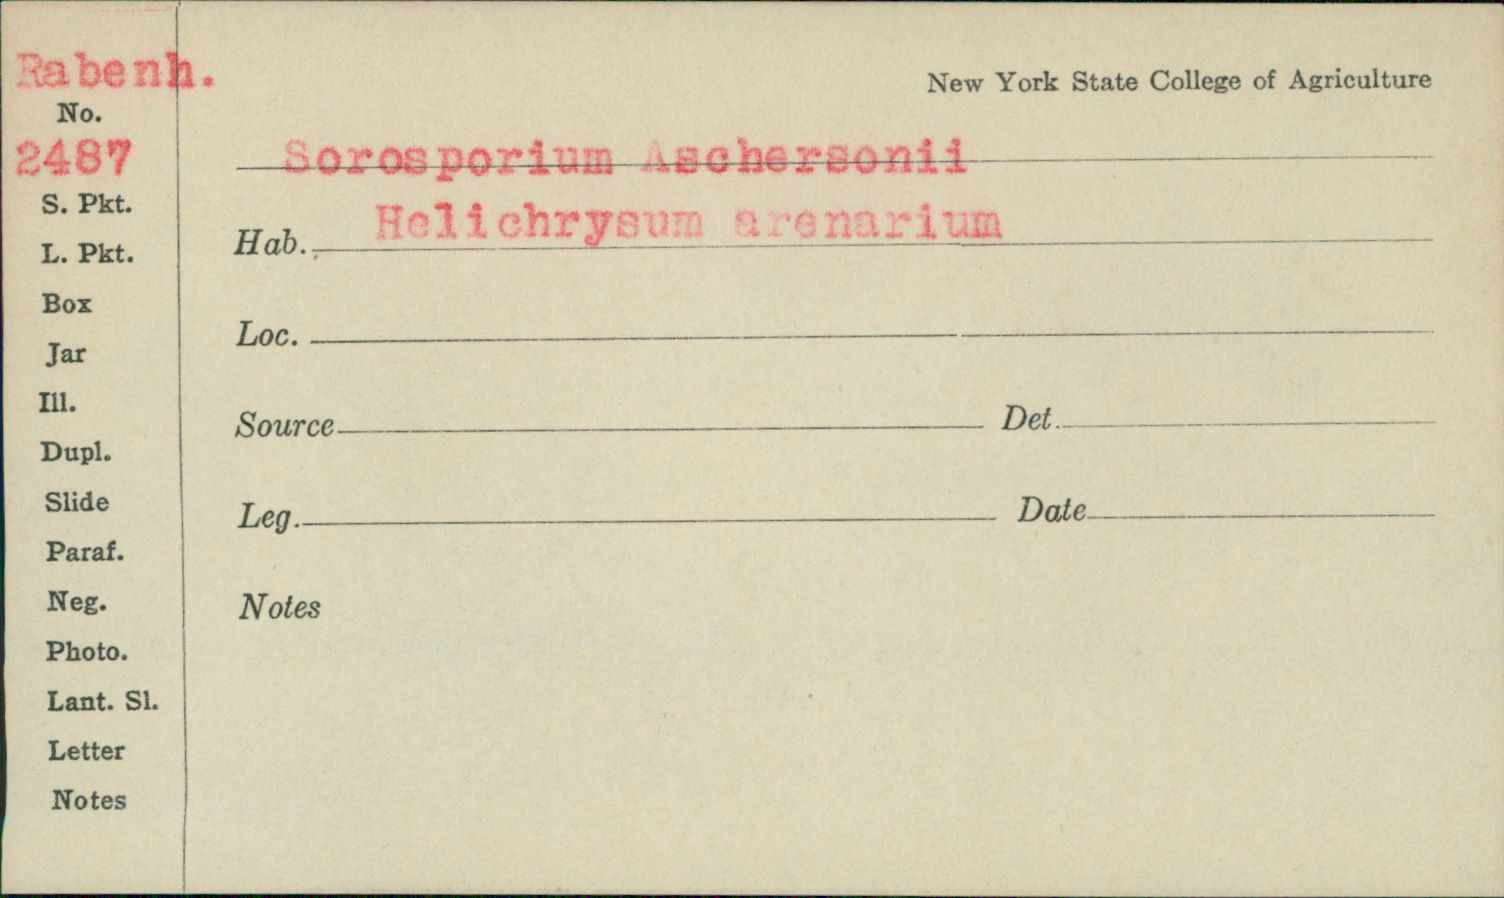 Rabenh.
New York State College of Agriculture
No.
2487
Sorosporium Aschersonii
S. Pkt.
Hab. Helichrysum arenarium
L. Pkt.
Box
Loc.
Jar
Ill.
Source Det.
Dupl.
Slide
Leg. Date
Paraf.
Neg.
Notes
Photo.
Lant. Sl.
Letter
Notes